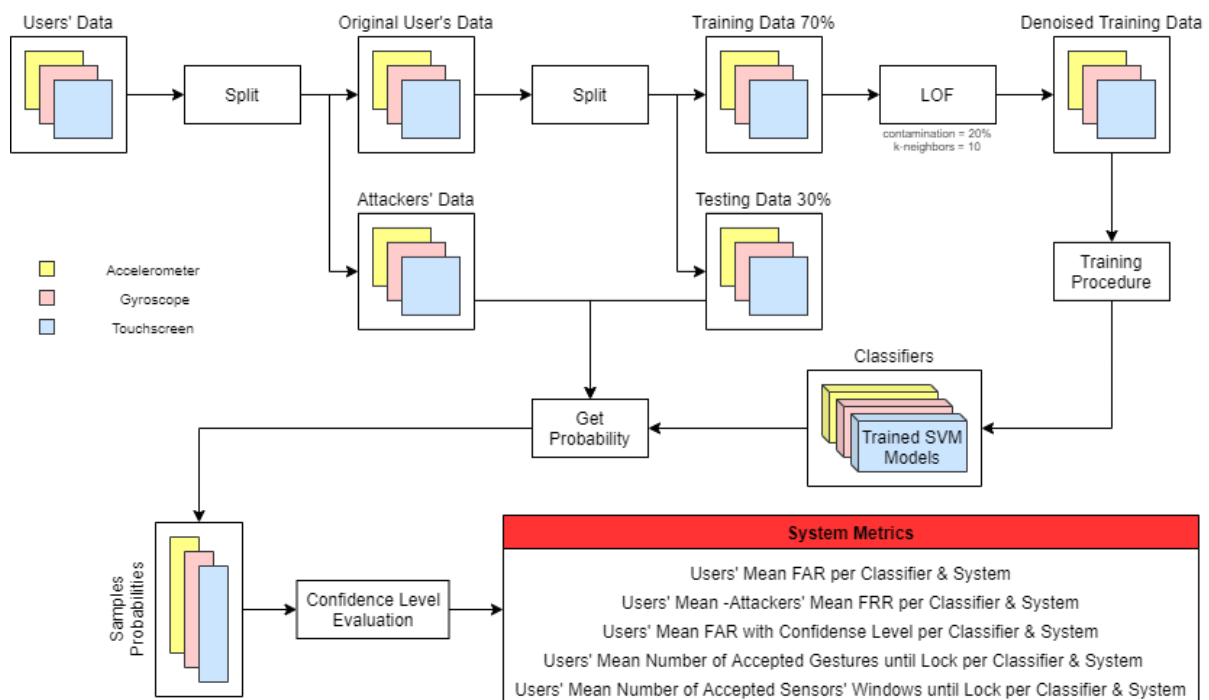 Users' Data
Original User's Data
Training Data 70%
Denoised Training Data
Split
Split
LOF
contamination = 20%
k-neighbors = 10
Attackers' Data
Testing Data 30%
Accelerometer
Gyroscope
Touchscreen
Training
Procedure
Classifiers
Trained SVM
Models
Get
Probability
Samples
Probabilities
Confidence Level
Evaluation
System Metrics
Users' Mean FAR per Classifier & System
Users' Mean -Attackers' Mean FRR per Classifier & System
Users' Mean FAR with Confidense Level per Classifier & System
Users' Mean Number of Accepted Gestures until Lock per Classifier & System
Users' Mean Number of Accepted Sensors' Windows until Lock per Classifier & System